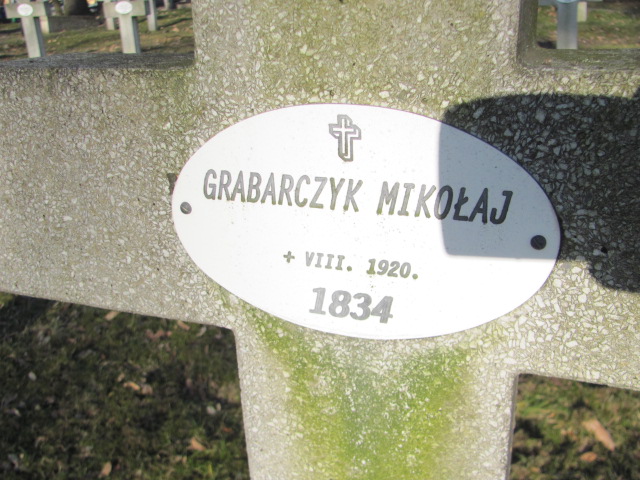 GRABARCZYK MIKOŁAJ
+ VIII. 1920.
1834